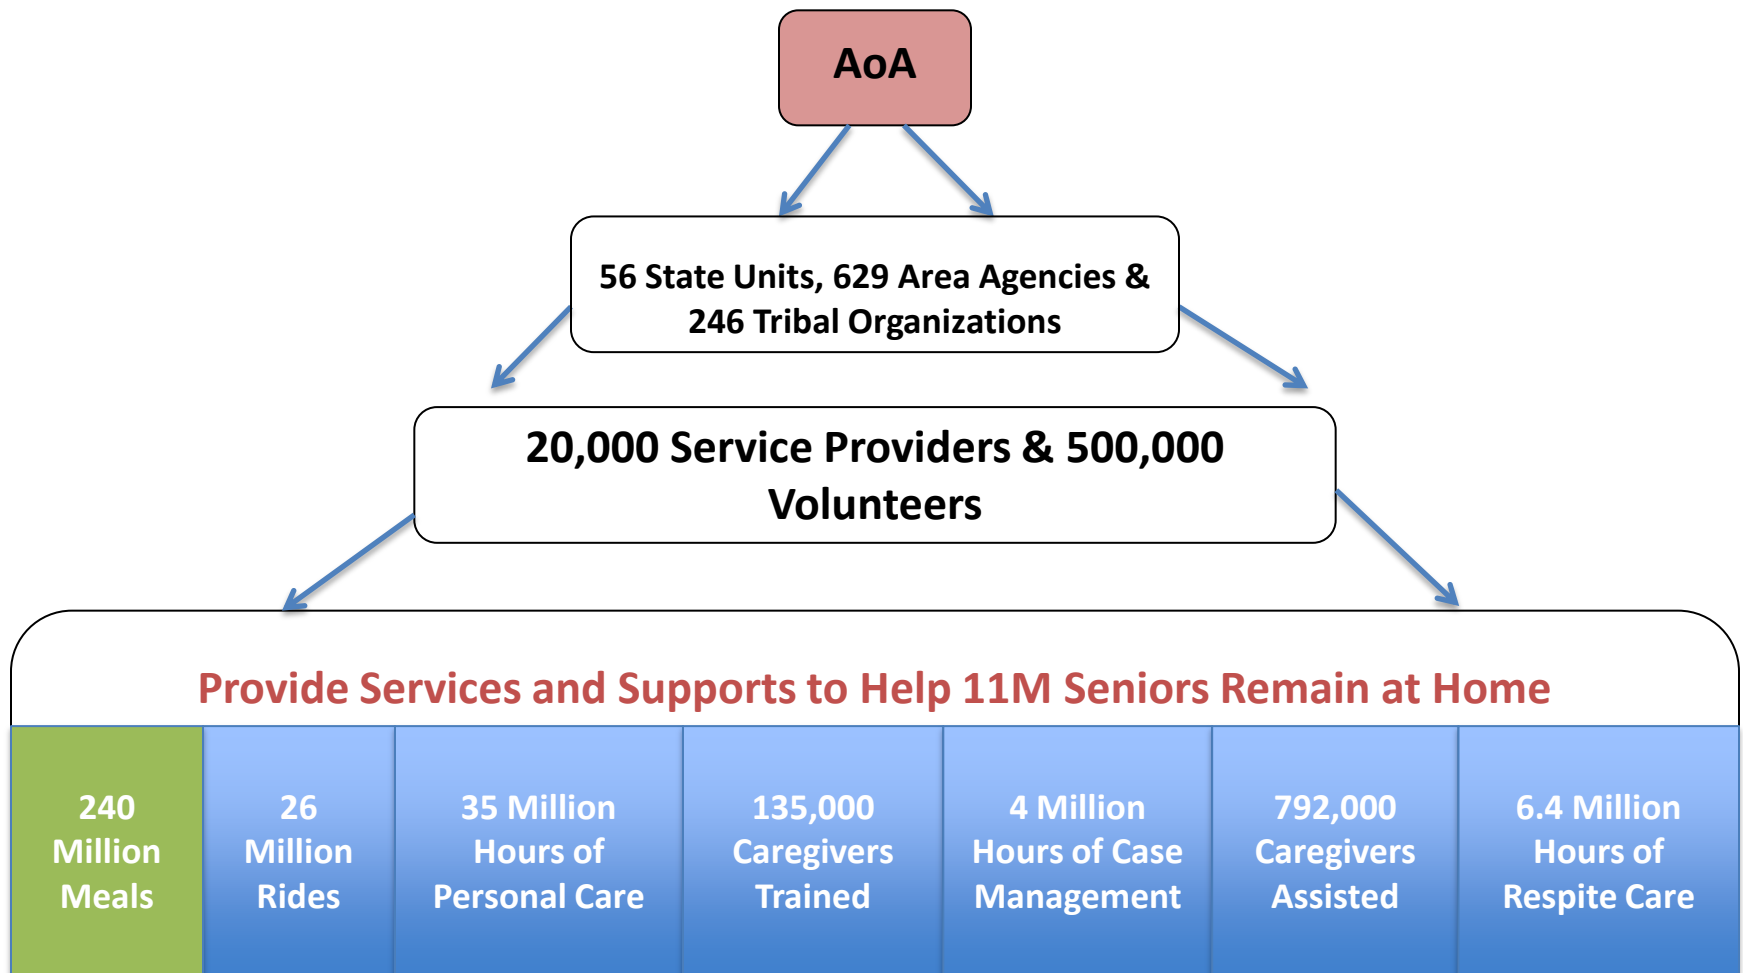 AoA
56 State Units, 629 Area Agencies &
246 Tribal Organizations
20,000 Service Providers & 500,000
Volunteers
Provide Services and Supports to Help 11M Seniors Remain at Home
240
Million
Meals
26
Million
Rides
35 Million
Hours of
Personal Care
135,000
Caregivers
Trained
4 Million
Hours of Case
Management
792,000
Caregivers
Assisted
6.4 Million
Hours of
Respite Care